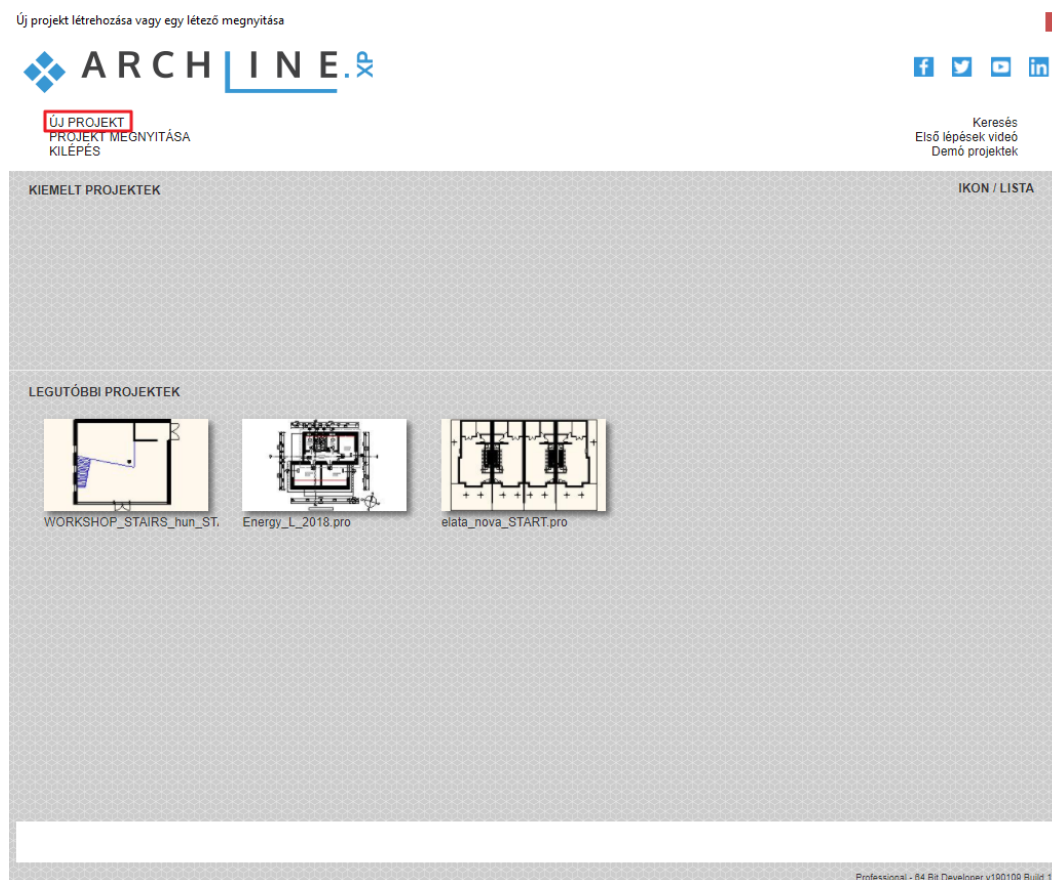 Új projekt létrehozása vagy egy létező megnyitása
ARCHLINE.XP
ÚJ PROJEKT
PROJEKT MEGNYITÁSA
KILÉPÉS
Keresés
Első lépések videó
Demó projektek
KIEMELT PROJEKTEK
IKON / LISTA
LEGUTÓBBI PROJEKTEK
WORKSHOP_STAIRS_hun_ST.
Energy_L_2018.pro
elata_nova_START.pro
Professional - 64 Bit Developer v190109 Build 1